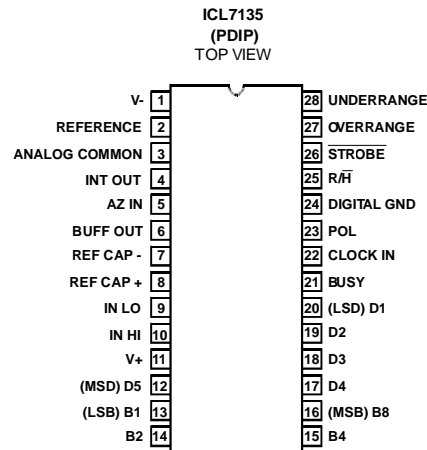 ICL7135
(PDIP)
TOP VIEW
V- 1 28 UNDERRANGE
REFERENCE 2 27 OVERRANGE
ANALOG COMMON 3 26 STROBE
INT OUT 4 25 R/H
AZ IN 5 24 DIGITAL GND
BUFF OUT 6 23 POL
REF CAP - 7 22 CLOCK IN
REF CAP + 8 21 BUSY
IN LO 9 20 (LSD) D1
IN HI 10 19 D2
V+ 11 18 D3
(MSD) D5 12 17 D4
(LSB) B1 13 16 (MSB) B8
B2 14 15 B4